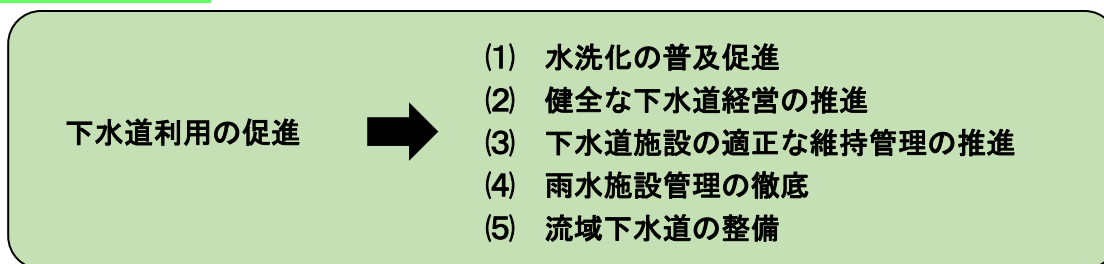 下水道利用の促進
⑴ 水洗化の普及促進
⑵ 健全な下水道経営の推進
⑶ 下水道施設の適正な維持管理の推進
⑷ 雨水施設管理の徹底
⑸ 流域下水道の整備